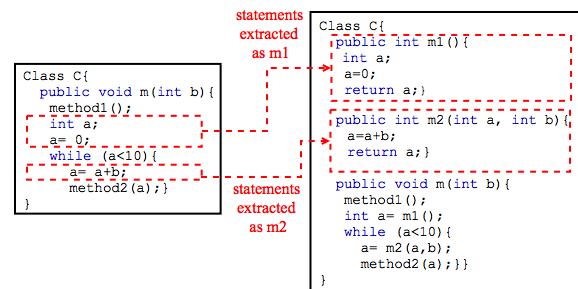 Class C{
public void m(int b){
method1();
int a;
a= 0;
while (a<10){
a= a+b;
method2(a);}
}
statements
extracted
as m1
statements
extracted
as m2
Class C{
public int m1(){
int a;
a=0;
return a;}
public int m2(int a, int b){
a=a+b;
return a;}
public void m(int b){
method1();
int a= m1();
while (a<10){
a= m2(a,b);
method2(a);}}
}